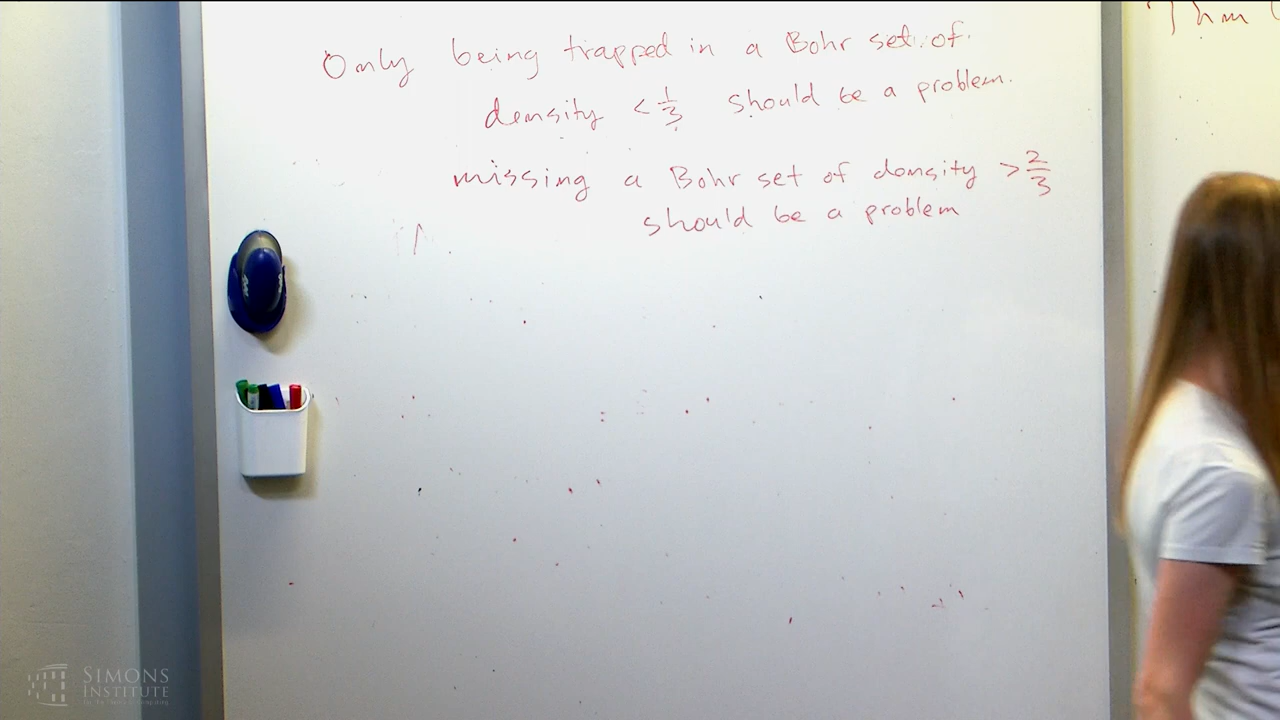 Only being trapped in a Bohr set of
density < 1/3 should be a problem.
missing a Bohr set of density > 2/3
should be a problem
Thm
SIMONS
INSTITUTE